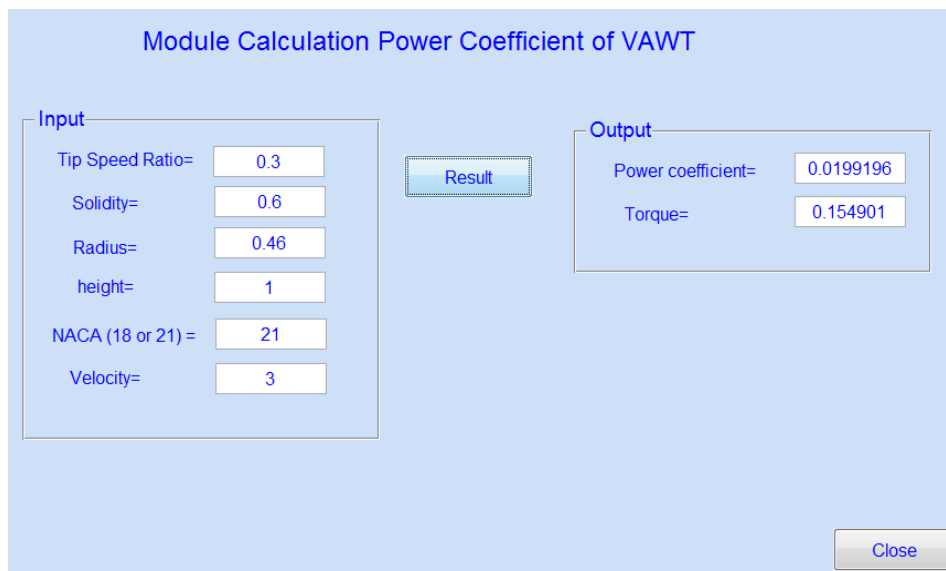 Module Calculation Power Coefficient of VAWT
Input
Tip Speed Ratio= 0.3
Solidity= 0.6
Radius= 0.46
height= 1
NACA (18 or 21) = 21
Velocity= 3
Result
Output
Power coefficient= 0.0199196
Torque= 0.154901
Close